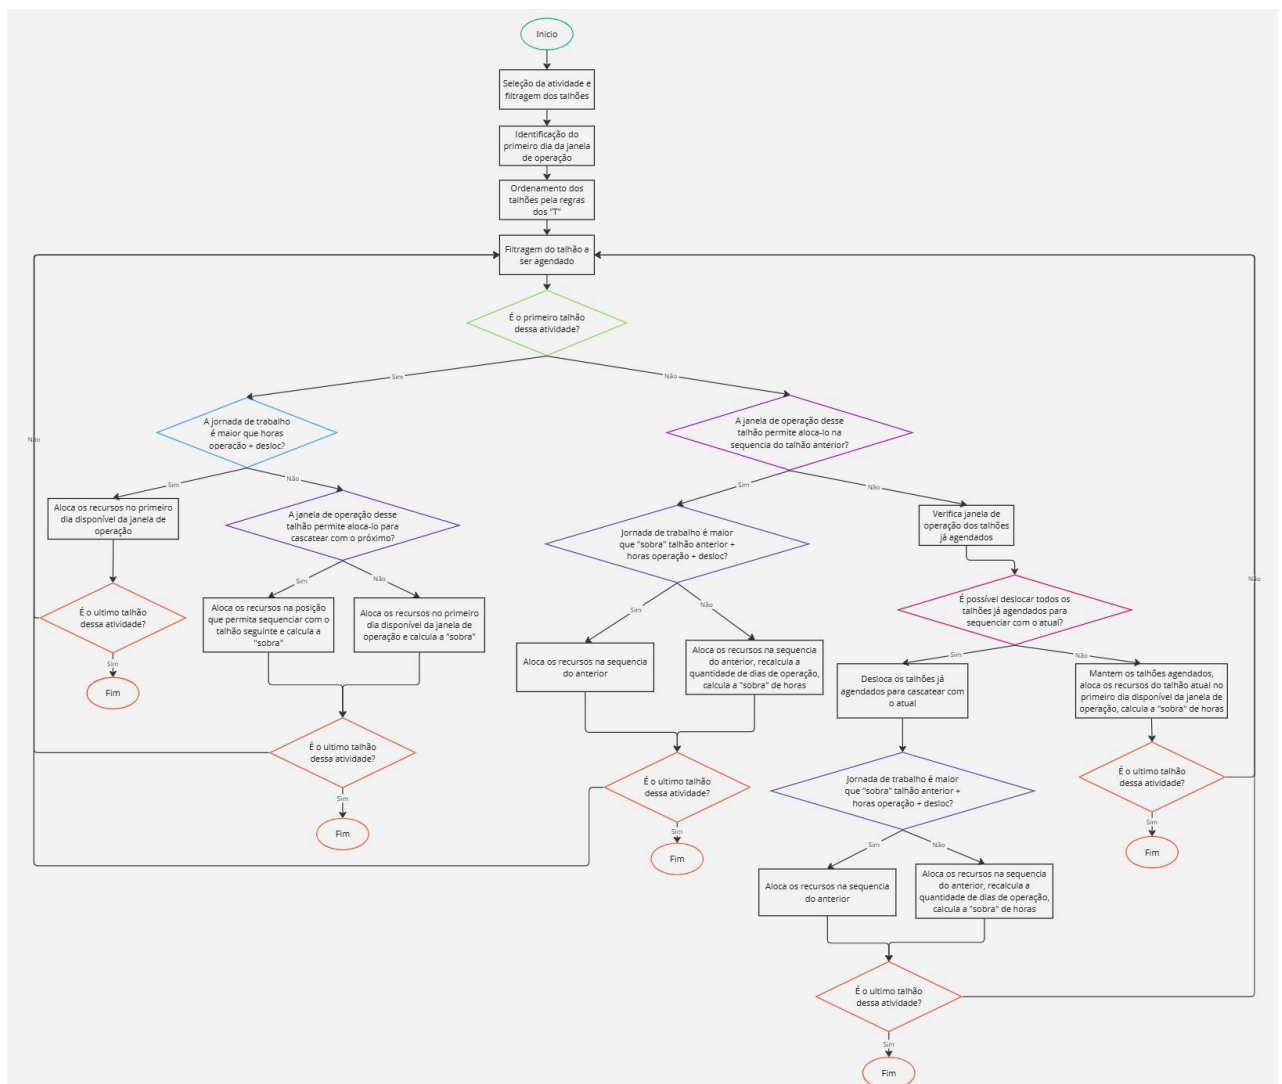 Inicio
Seleção da atividade e
filtragem dos talhões
Identificação do
primeiro dia da janela
de operação
Ordenamento dos
talhões pela regras
dos "T"
Filtragem do talhão a
ser agendado
É o primeiro talhão
dessa atividade?
Sim
Não
A jornada de trabalho
é maior que horas
operação + desloc?
A janela de operação desse
talhão permite aloca-lo na
sequencia do talhão anterior?
Não
Sim
Não
Sim
Não
Aloca os recursos no primeiro
dia disponível da janela de
operação
A janela de operação desse
talhão permite aloca-lo para
cascatear com o próximo?
Jornada de trabalho é maior
que "sobra" talhão anterior +
horas operação + desloc?
Verifica janela de
operação dos talhões
já agendados
Não
Sim
Não
É o ultimo talhão
dessa atividade?
Aloca os recursos na posição
que permita sequenciar com o
talhão seguinte e calcula a
"sobra"
Aloca os recursos no primeiro
dia disponível da janela de
operação e calcula a "sobra"
Sim
Não
É possível deslocar todos os
talhões já agendados para
sequenciar com o atual?
Sim
Fim
Aloca os recursos na sequencia
do anterior
Aloca os recursos na sequencia
do anterior, recalcula a
quantidade de dias de operação,
calcula a "sobra" de horas
Sim
Não
Desloca os talhões já
agendados para cascatear com
o atual
Mantem os talhões agendados,
aloca os recursos do talhão atual no
primeiro dia disponível da janela de
operação, calcula a "sobra" de horas
É o ultimo talhão
dessa atividade?
Sim
Fim
É o ultimo talhão
dessa atividade?
Sim
Fim
Jornada de trabalho é maior
que "sobra" talhão anterior +
horas operação + desloc?
É o ultimo talhão
dessa atividade?
Sim
Fim
Sim
Não
Aloca os recursos na sequencia
do anterior
Aloca os recursos na sequencia
do anterior, recalcula a
quantidade de dias de operação,
calcula a "sobra" de horas
É o ultimo talhão
dessa atividade?
Sim
Fim